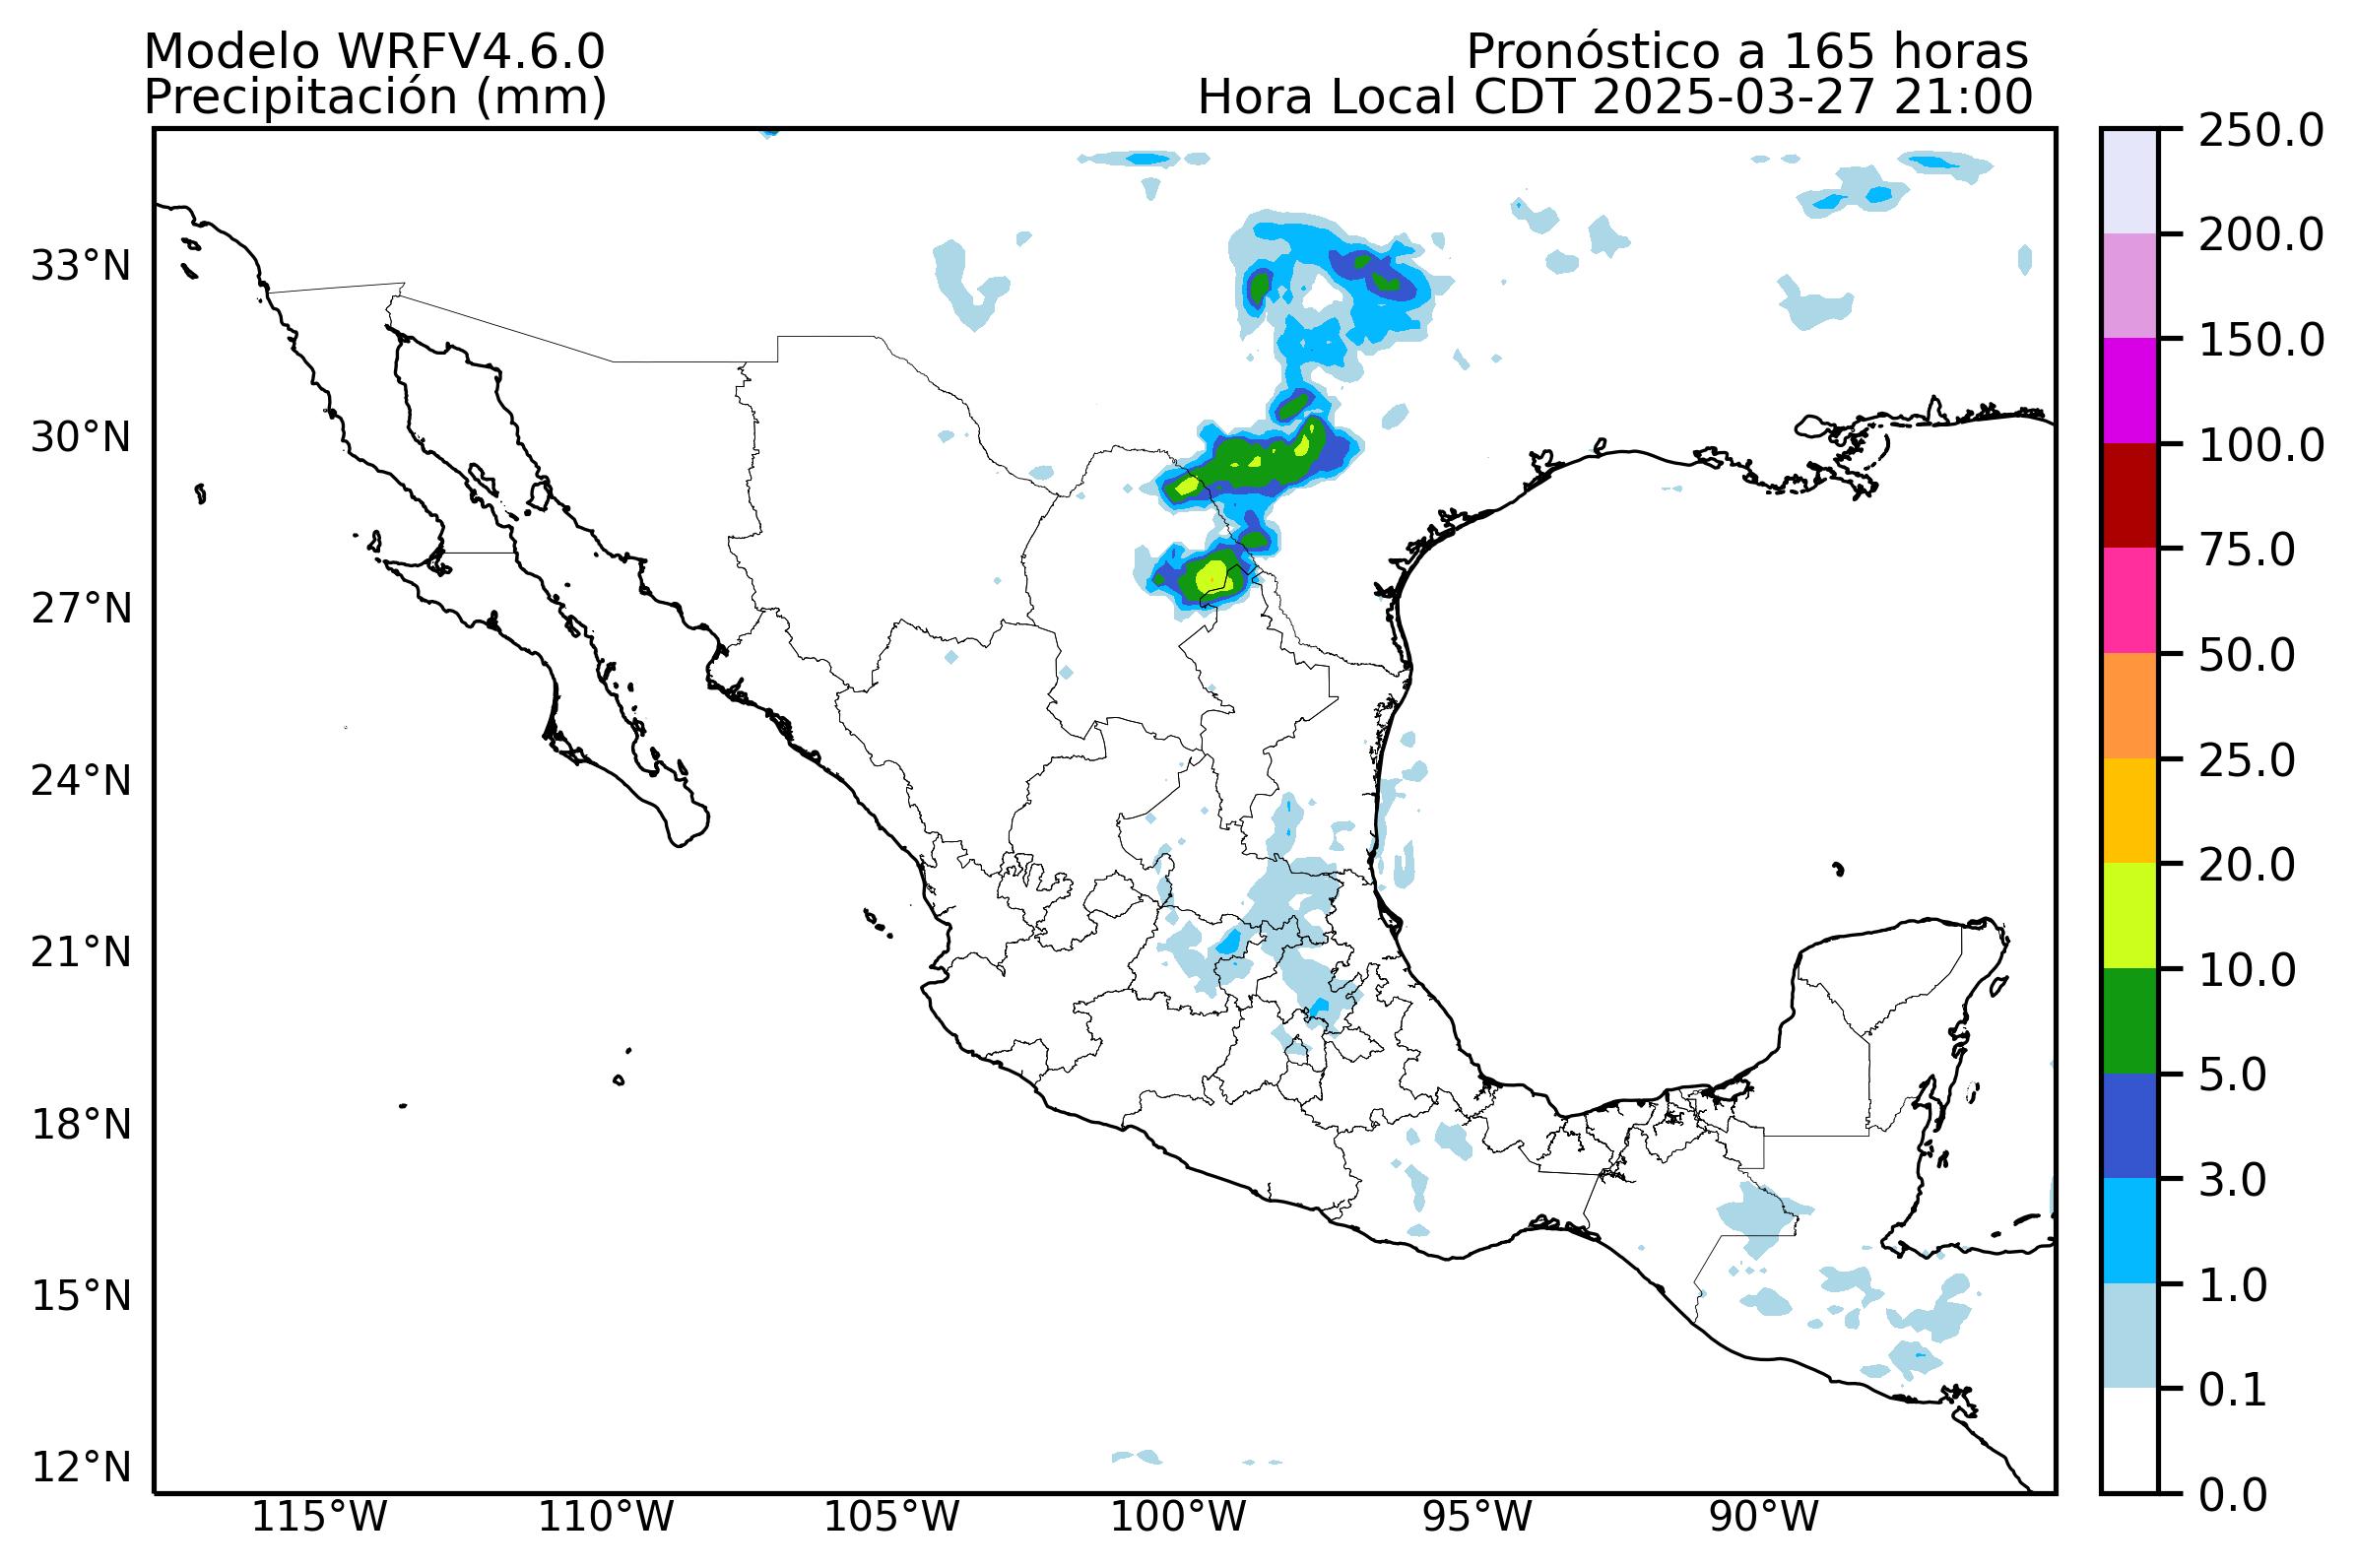 Modelo WRFV4.6.0
Pronóstico a 165 horas
Precipitación (mm)
Hora Local CDT 2025-03-27 21:00
250.0
200.0
150.0
100.0
75.0
50.0
25.0
20.0
10.0
5.0
3.0
1.0
0.1
0.0
33°N
30°N
27°N
24°N
21°N
18°N
15°N
12°N
115°W
110°W
105°W
100°W
95°W
90°W